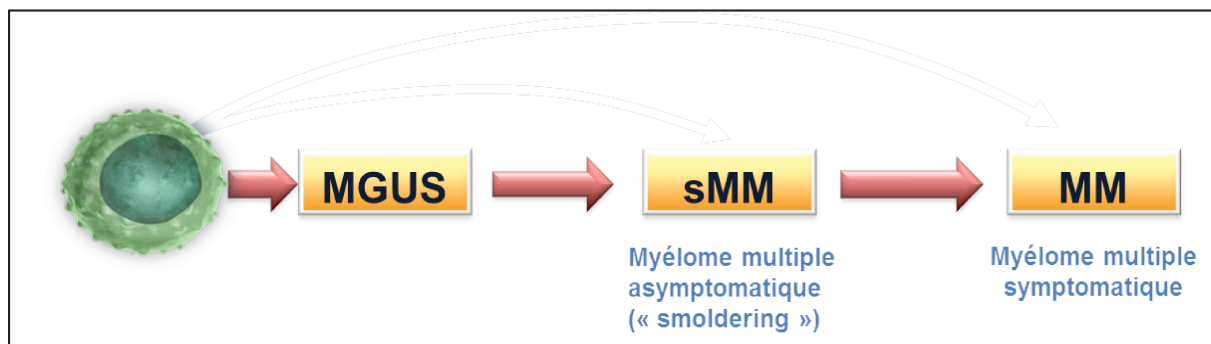 MGUS
sMM
MM
Myélome multiple
asymptomatique
(« smoldering »)
Myélome multiple
symptomatique